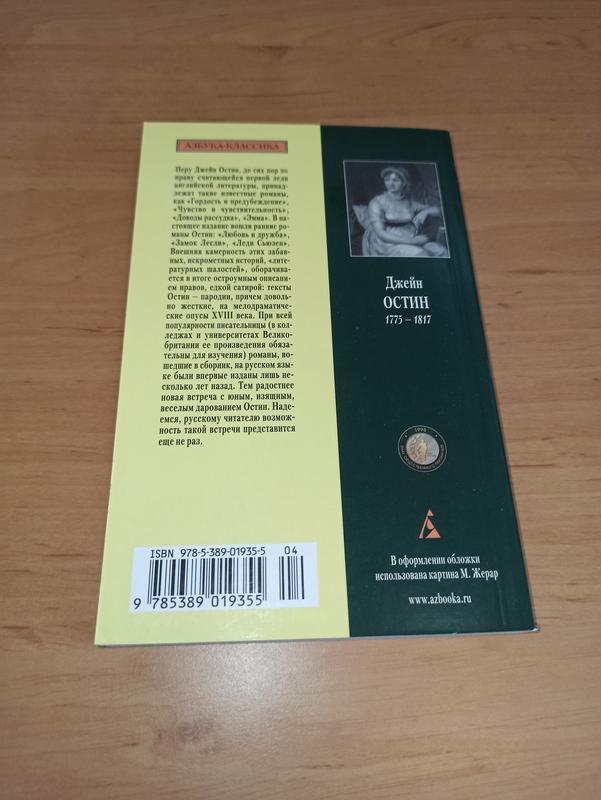 АЗБУКА-КЛАССИКА
Перу Джейн Остин, до сих пор по
праву считающейся первой леди
английской литературы, принад-
лежат такие известные романы,
как «Гордость и предубеждение»,
«Чувство и чувствительность»,
«Доводы рассудка», «Эмма». В на-
стоящее издание вошли ранние ро-
маны Остин: «Любовь и дружба»,
«Замок Лесли», «Леди Сьюзен».
Внешняя камерность этих забав-
ных, искрометных историй, «ли-
тературных шалостей», оборачива-
ется в итоге остроумным описани-
ем нравов, едкой сатирой: тексты
Остин – пародии, причем доволь-
но жесткие, на мелодраматиче-
ские опусы XVIII века. При всей
популярности писательницы (в кол-
леджах и университетах Велико-
британии ее произведения обяза-
тельны для изучения) романы, во-
шедшие в сборник, на русском язы-
ке были впервые изданы лишь не-
сколько лет назад. Тем радостнее
новая встреча с юным, изящным,
веселым дарованием Остин. Наде-
емся, русскому читателю возмож-
ность такой встречи представится
еще не раз.
ISBN 978-5-389-01935-5
04
9 785389 019355
Джейн
ОСТИН
1775 – 1817
1998
В оформлении обложки
использована картина М. Жерар
www.azbooka.ru